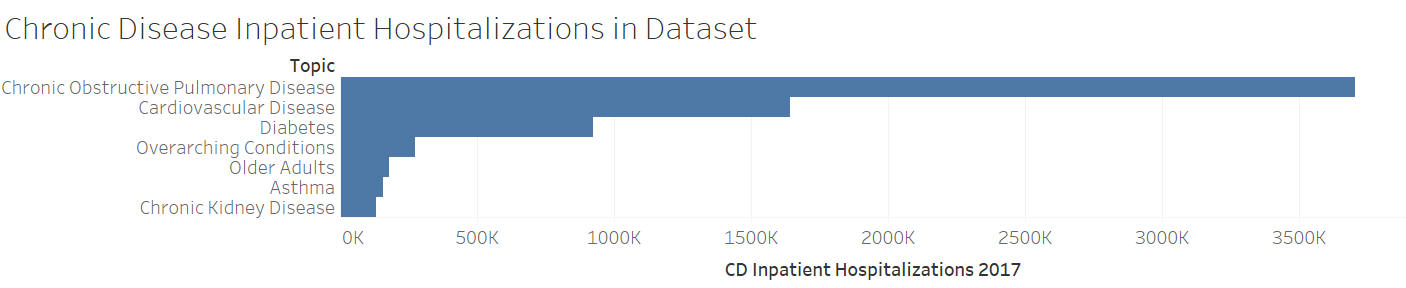 Chronic Disease Inpatient Hospitalizations in Dataset
Topic
Chronic Obstructive Pulmonary Disease
Cardiovascular Disease
Diabetes
Overarching Conditions
Older Adults
Asthma
Chronic Kidney Disease
0K 500K 1000K 1500K 2000K 2500K 3000K 3500K
CD Inpatient Hospitalizations 2017